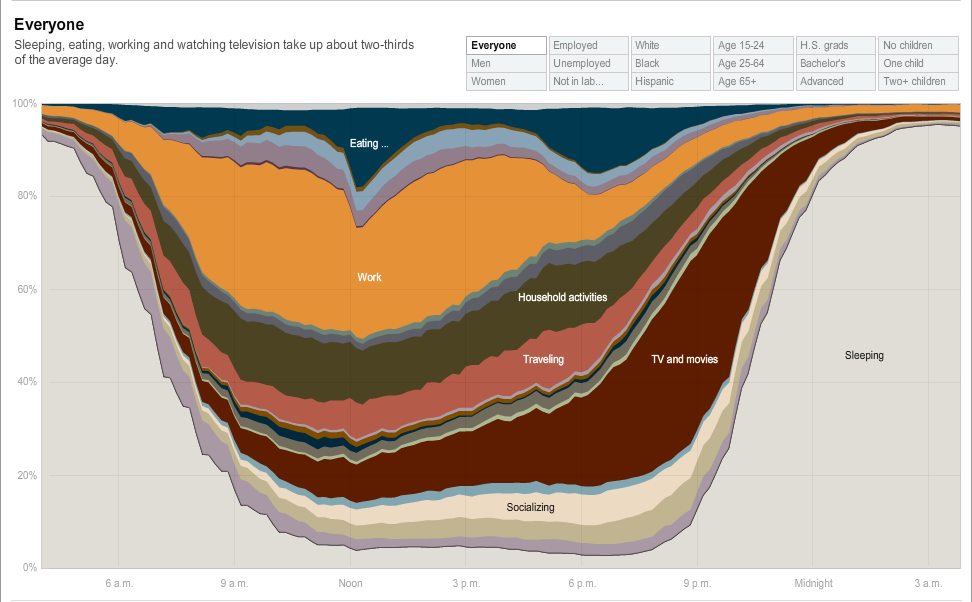 Everyone
Sleeping, eating, working and watching television take up about two-thirds
of the average day.
Everyone Employed White Age 15-24 H.S. grads No children
Men Unemployed Black Age 25-64 Bachelor's One child
Women Not in lab... Hispanic Age 65+ Advanced Two+ children
100%
Eating ...
80%
Work
60%
Household activities
Traveling
TV and movies
Sleeping
40%
20%
Socializing
0%
6 a.m. 9 a.m. Noon 3 p.m. 6 p.m. 9 p.m. Midnight 3 a.m.